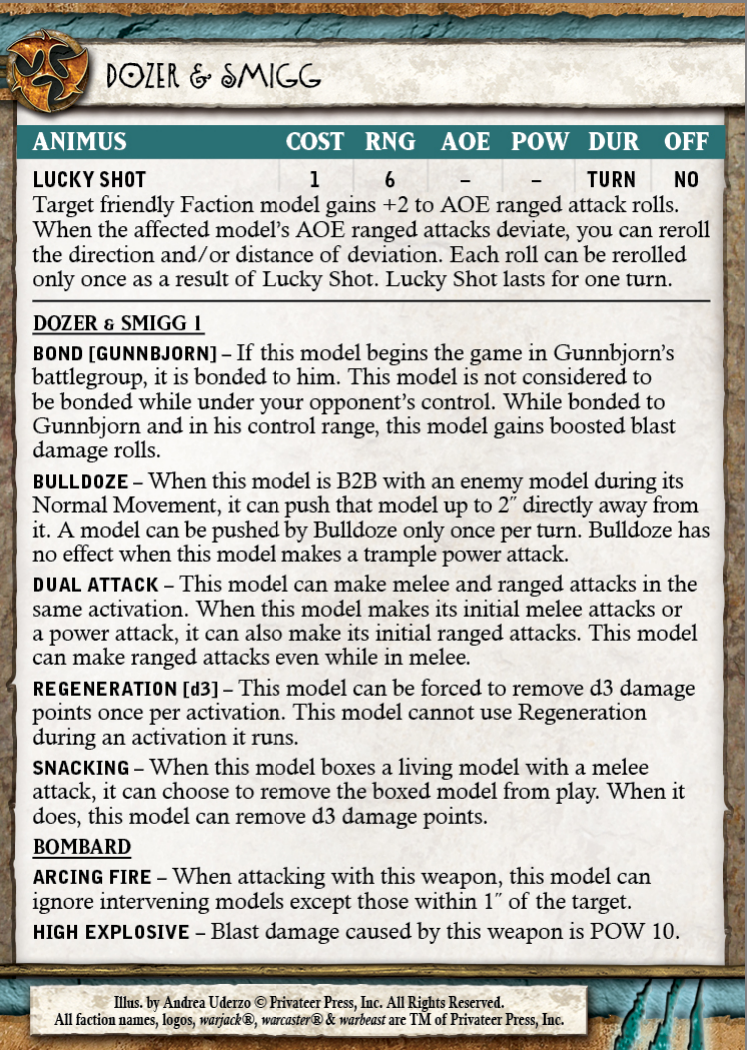 DOZER & SMIGG
ANIMUS COST RNG AOE POW DUR OFF
LUCKY SHOT 1 6 – – TURN NO
Target friendly Faction model gains +2 to AOE ranged attack rolls.
When the affected model's AOE ranged attacks deviate, you can reroll
the direction and/or distance of deviation. Each roll can be rerolled
only once as a result of Lucky Shot. Lucky Shot lasts for one turn.
DOZER & SMIGG 1
BOND [GUNNBJORN] – If this model begins the game in Gunnbjorn's
battlegroup, it is bonded to him. This model is not considered to
be bonded while under your opponent's control. While bonded to
Gunnbjorn and in his control range, this model gains boosted blast
damage rolls.
BULLDOZE – When this model is B2B with an enemy model during its
Normal Movement, it can push that model up to 2″ directly away from
it. A model can be pushed by Bulldoze only once per turn. Bulldoze has
no effect when this model makes a trample power attack.
DUAL ATTACK – This model can make melee and ranged attacks in the
same activation. When this model makes its initial melee attacks or
a power attack, it can also make its initial ranged attacks. This model
can make ranged attacks even while in melee.
REGENERATION [d3] – This model can be forced to remove d3 damage
points once per activation. This model cannot use Regeneration
during an activation it runs.
SNACKING – When this model boxes a living model with a melee
attack, it can choose to remove the boxed model from play. When it
does, this model can remove d3 damage points.
BOMBARD
ARCING FIRE – When attacking with this weapon, this model can
ignore intervening models except those within 1″ of the target.
HIGH EXPLOSIVE – Blast damage caused by this weapon is POW 10.
Illus. by Andrea Uderzo © Privateer Press, Inc. All Rights Reserved.
All faction names, logos, warjack®, warcaster® & warbeast are TM of Privateer Press, Inc.